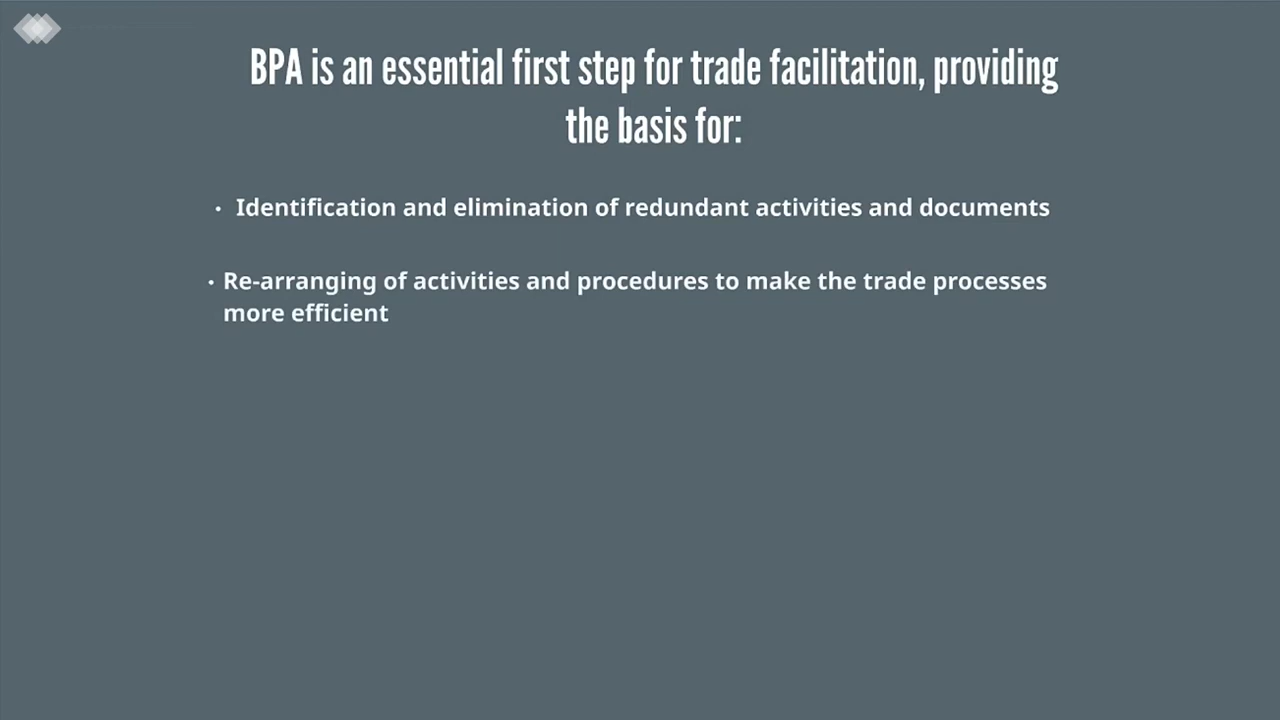 BPA is an essential first step for trade facilitation, providing
the basis for:
• Identification and elimination of redundant activities and documents
• Re-arranging of activities and procedures to make the trade processes
more efficient